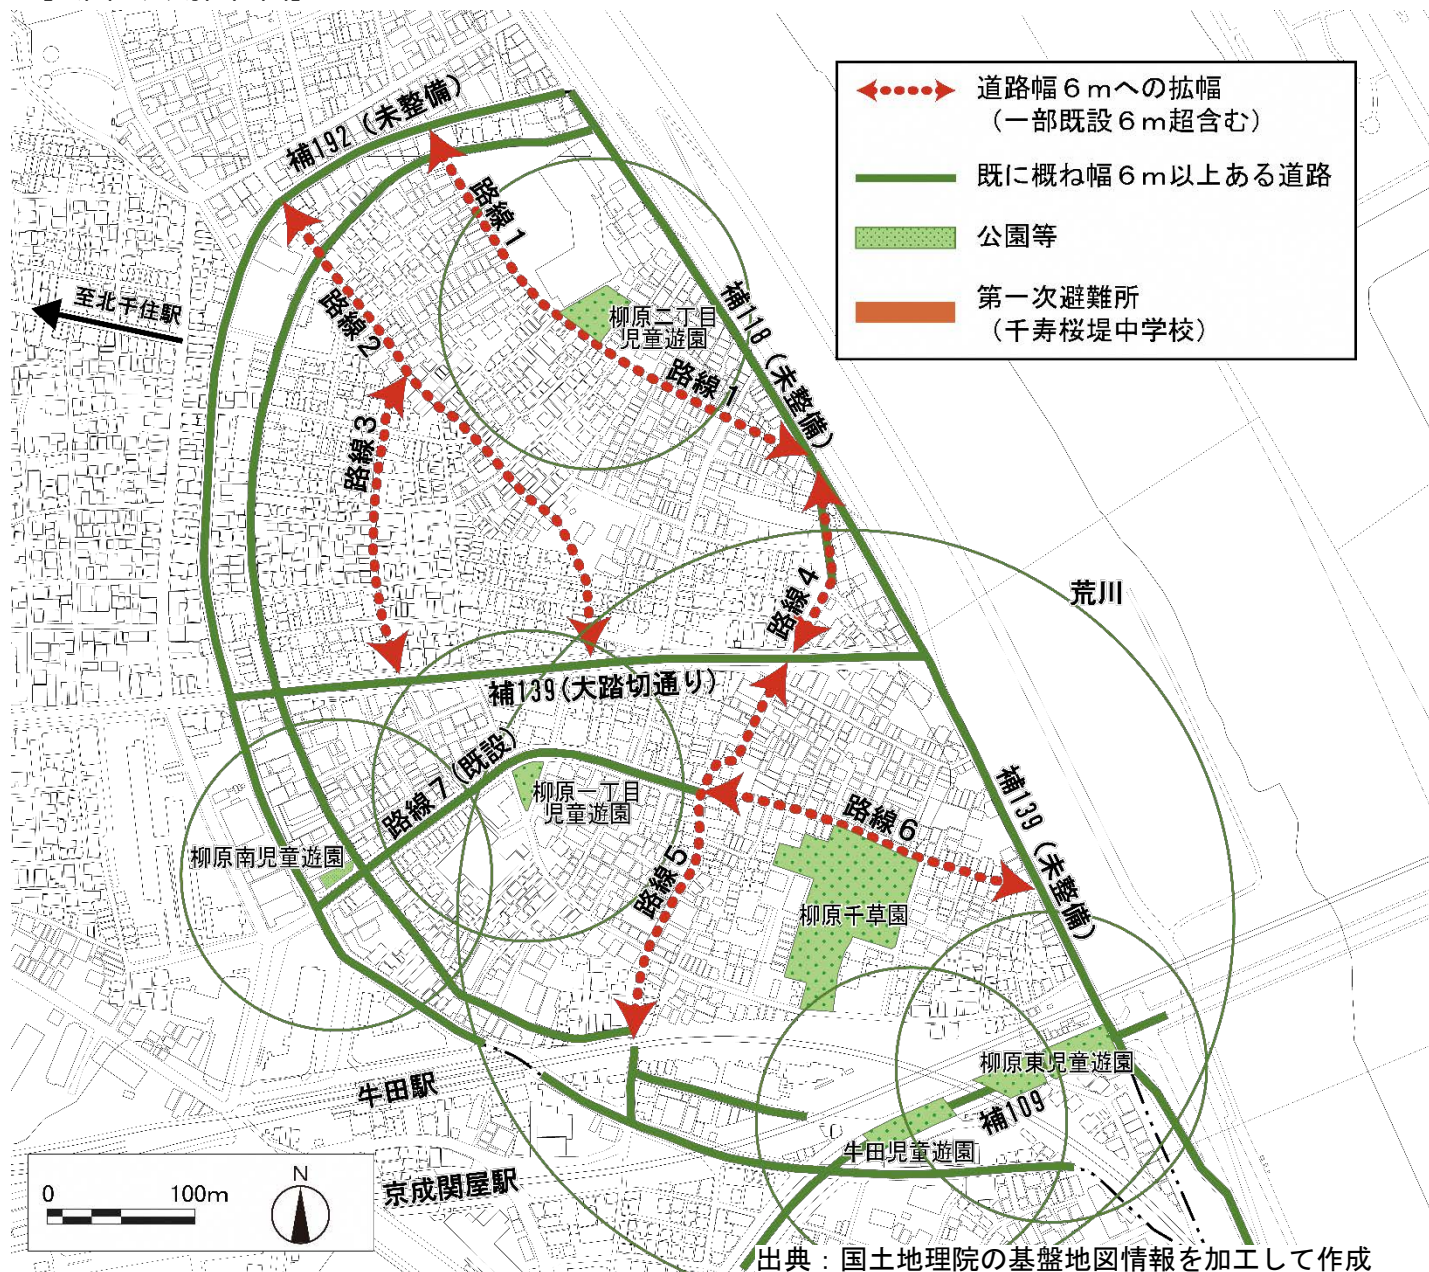 道路幅６ｍへの拡幅
（一部既設６ｍ超含む）
既に概ね幅６ｍ以上ある道路
公園等
第一次避難所
（千寿桜堤中学校）
補192（未整備）
路線１
至北千住駅
路線２
柳原二丁目
児童遊園
補118（未整備）
路線１
路線３
路線４
荒川
補139(大踏切通り)
路線７(既設)
柳原一丁目
児童遊園
補139（未整備）
路線６
柳原南児童遊園
路線５
柳原千草園
柳原東児童遊園
牛田駅
補109
牛田児童遊園
京成関屋駅
0 100m
N
出典：国土地理院の基盤地図情報を加工して作成